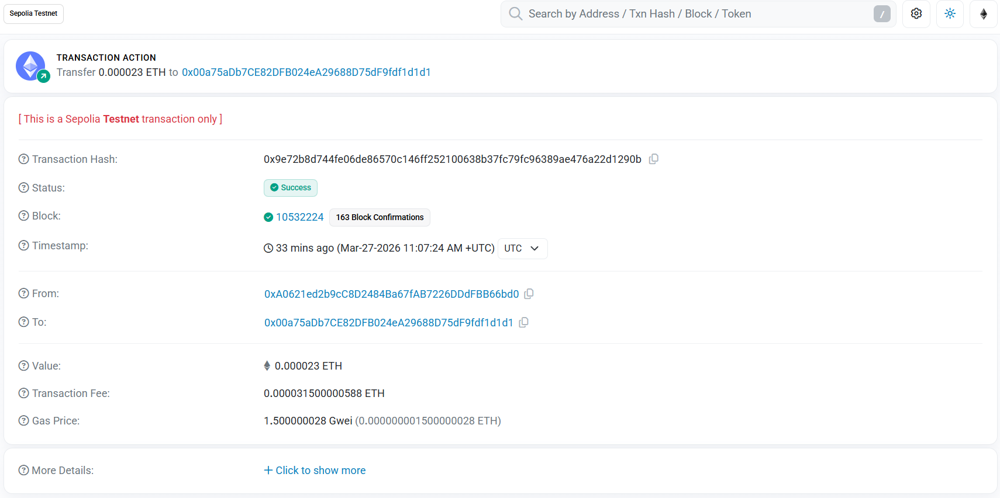 Sepolia Testnet
Search by Address / Txn Hash / Block / Token
/
TRANSACTION ACTION
Transfer 0.000023 ETH to 0x00a75aDb7CE82DFB024eA29688D75dF9fdf1d1d1
[ This is a Sepolia Testnet transaction only ]
Transaction Hash: 0x9e72b8d744fe06de86570c146ff252100638b37fc79fc96389ae476a22d1290b
Status: Success
Block: 10532224 163 Block Confirmations
Timestamp: 33 mins ago (Mar-27-2026 11:07:24 AM +UTC) UTC
From: 0xA0621ed2b9cC8D2484Ba67fAB7226DDdFBB66bd0
To: 0x00a75aDb7CE82DFB024eA29688D75dF9fdf1d1d1
Value: 0.000023 ETH
Transaction Fee: 0.000031500000588 ETH
Gas Price: 1.500000028 Gwei (0.000000001500000028 ETH)
More Details: + Click to show more